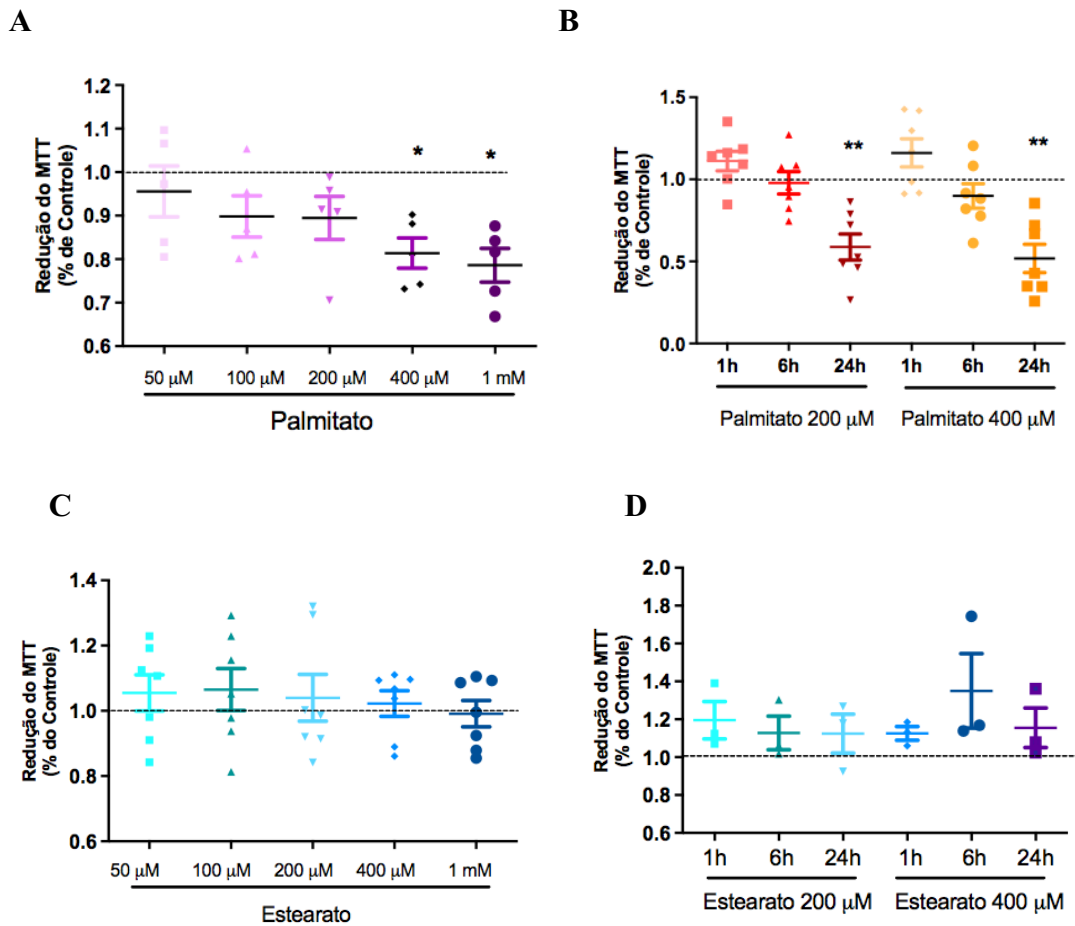 A
Redução do MTT
(% de Controle)
1.2
1.1
1.0
0.9
0.8
0.7
0.6
* *
50 µM 100 µM 200 µM 400 µM 1 mM
Palmitato
B
Redução do MTT
(% de Controle)
1.5
1.0
0.5
0.0
** **
1h 6h 24h 1h 6h 24h
Palmitato 200 µM Palmitato 400 µM
C
Redução do MTT
(% do Controle)
1.4
1.2
1.0
0.8
0.6
50 µM 100 µM 200 µM 400 µM 1 mM
Estearato
D
Redução do MTT
(% do Controle)
2.0
1.8
1.6
1.4
1.2
1.0
0.8
0.6
1h 6h 24h 1h 6h 24h
Estearato 200 µM Estearato 400 µM